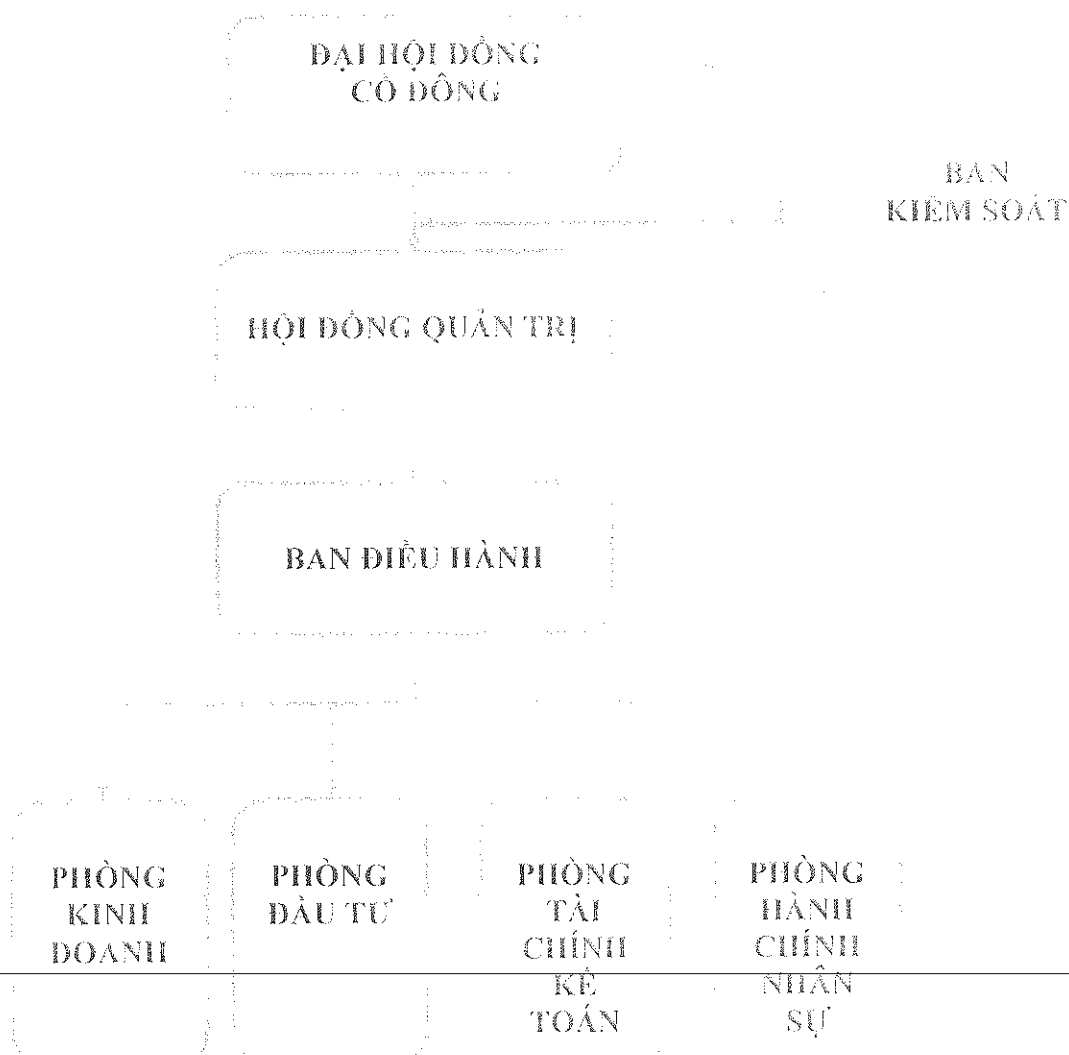 ĐẠI HỘI ĐỒNG
CỔ ĐÔNG
BAN
KIỂM SOÁT
HỘI ĐỒNG QUẢN TRỊ
BAN ĐIỀU HÀNH
PHÒNG
KINH
DOANH
PHÒNG
ĐẦU TƯ
PHÒNG
TÀI
CHÍNH
KẾ
TOÁN
PHÒNG
HÀNH
CHÍNH
NHÂN
SỰ